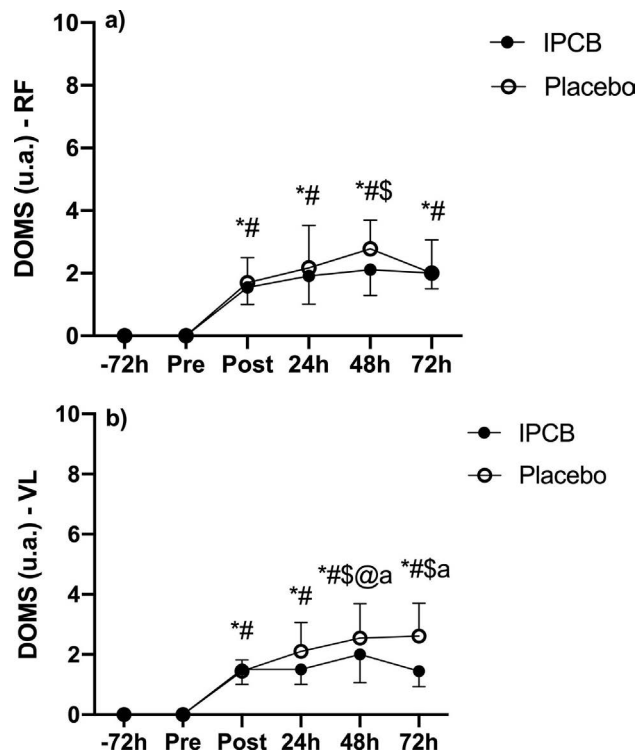 a)
DOMS (u.a.) - RF
10
8
6
4
2
0
*#
*#
*#$
*#
-72h Pre Post 24h 48h 72h
IPCB
Placebo
b)
DOMS (u.a.) - VL
10
8
6
4
2
0
*#
*#
*#$@a
*#$a
-72h Pre Post 24h 48h 72h
IPCB
Placebo